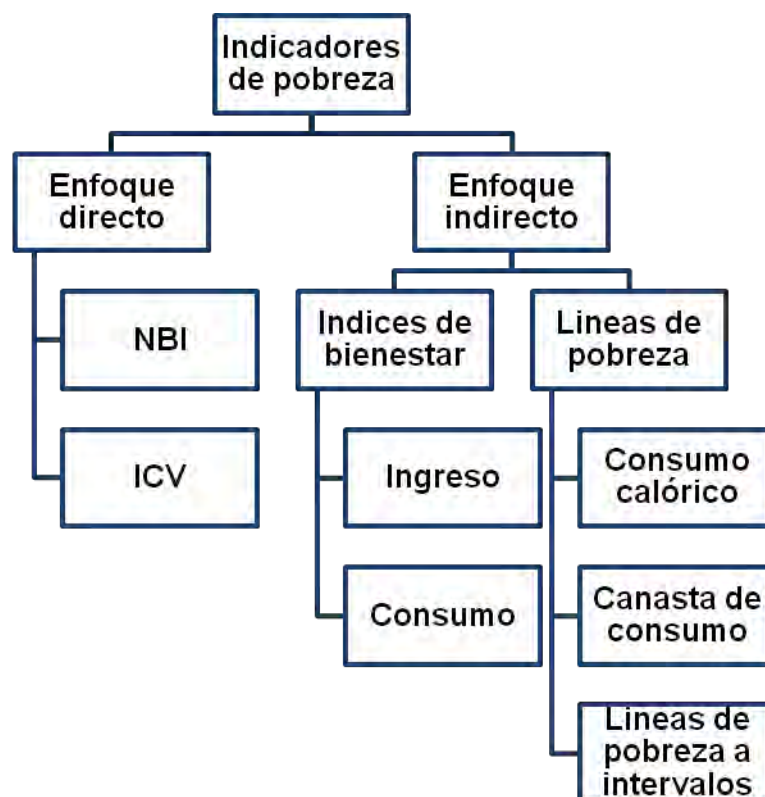 Indicadores
de pobreza
Enfoque
directo
Enfoque
indirecto
NBI
ICV
Indices de
bienestar
Lineas de
pobreza
Ingreso
Consumo
Consumo
calórico
Canasta de
consumo
Lineas de
pobreza a
intervalos